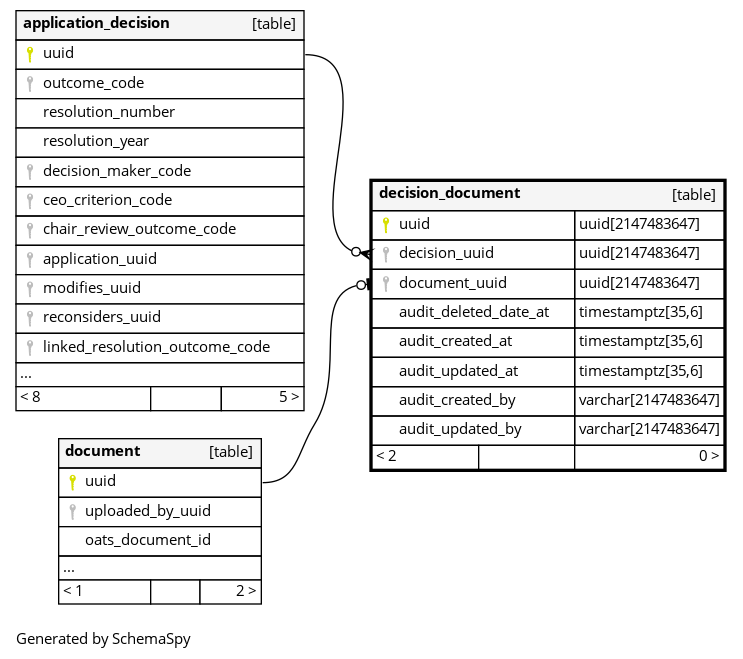 application_decision [table]
uuid
outcome_code
resolution_number
resolution_year
decision_maker_code
ceo_criterion_code
chair_review_outcome_code
application_uuid
modifies_uuid
reconsiders_uuid
linked_resolution_outcome_code
...
< 8 5 >
decision_document [table]
uuid uuid[2147483647]
decision_uuid uuid[2147483647]
document_uuid uuid[2147483647]
audit_deleted_date_at timestamptz[35,6]
audit_created_at timestamptz[35,6]
audit_updated_at timestamptz[35,6]
audit_created_by varchar[2147483647]
audit_updated_by varchar[2147483647]
< 2 0 >
document [table]
uuid
uploaded_by_uuid
oats_document_id
...
< 1 2 >
Generated by SchemaSpy